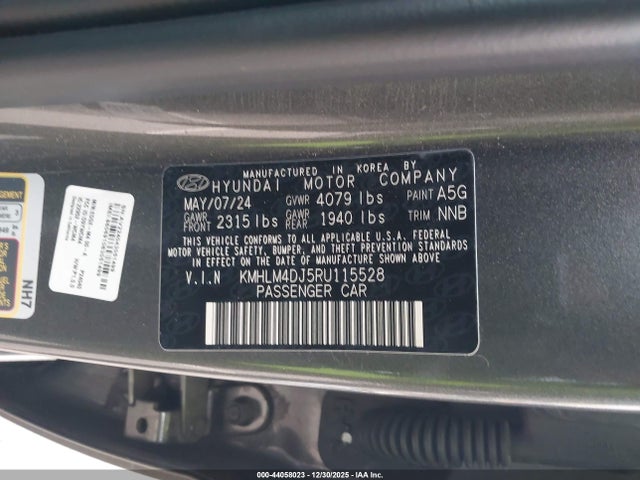 MANUFACTURED IN KOREA BY
HYUNDAI MOTOR COMPANY
MAY/07/24 GVWR 4079 lbs PAINT A5G
GAWR FRONT 2315 lbs GAWR REAR 1940 lbs TRIM NNB
THIS VEHICLE CONFORMS TO ALL APPLICABLE U.S.A. FEDERAL
MOTOR VEHICLE SAFETY, BUMPER, AND THEFT PREVENTION STANDARDS
IN EFFECT ON THE DATE OF MANUFACTURE SHOWN ABOVE.
V.I.N KMHLM4DJ5RU115528
PASSENGER CAR
NH7
000-44058023 - 12/30/2025 - IAA Inc.